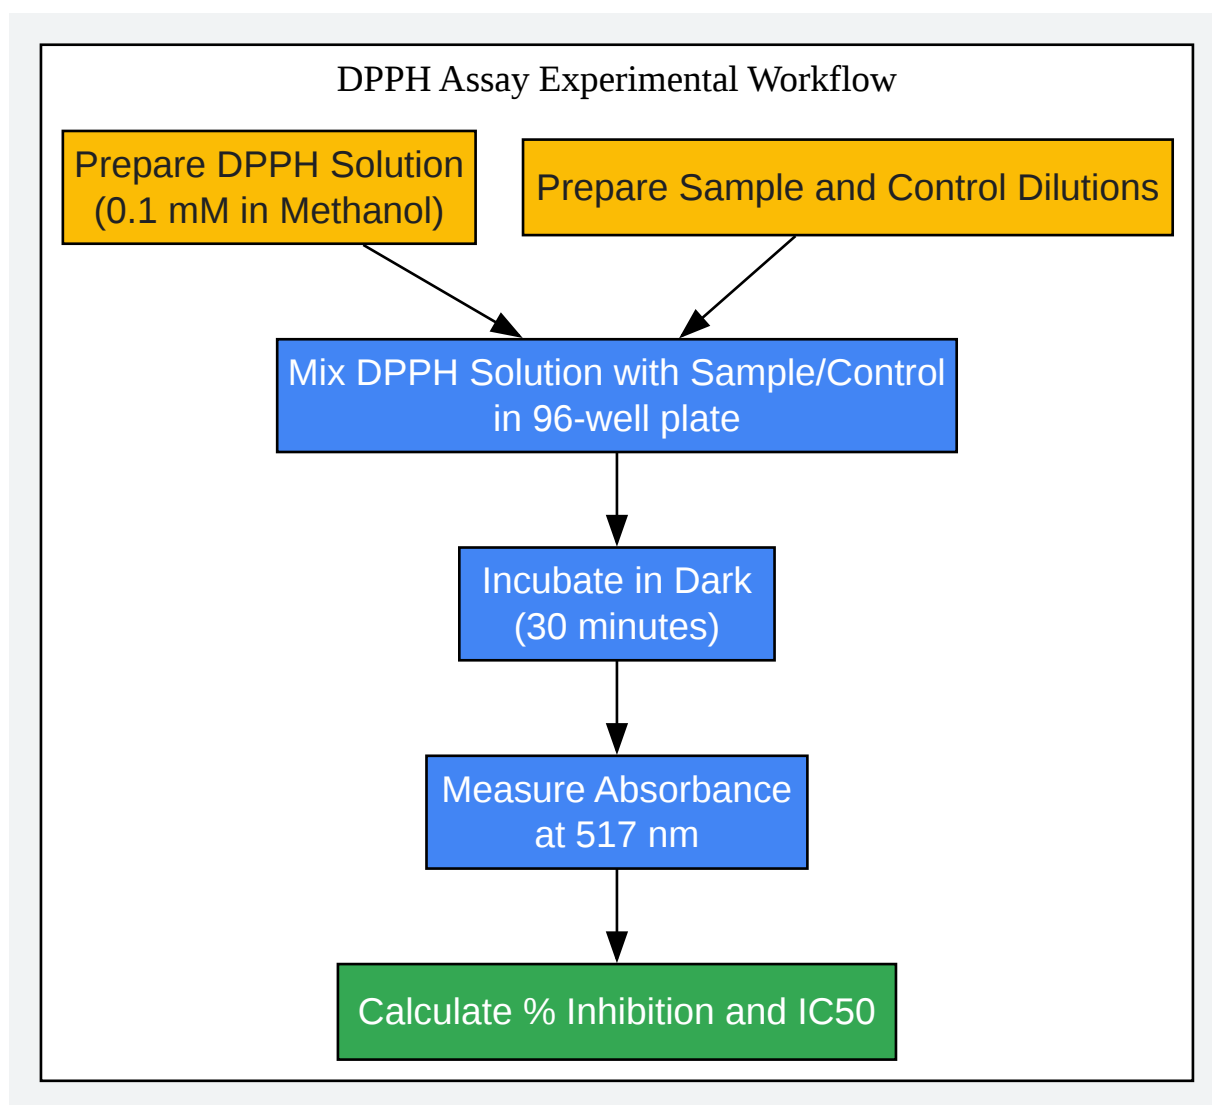 DPPH Assay Experimental Workflow
Prepare DPPH Solution
(0.1 mM in Methanol)
Prepare Sample and Control Dilutions
Mix DPPH Solution with Sample/Control
in 96-well plate
Incubate in Dark
(30 minutes)
Measure Absorbance
at 517 nm
Calculate % Inhibition and IC50